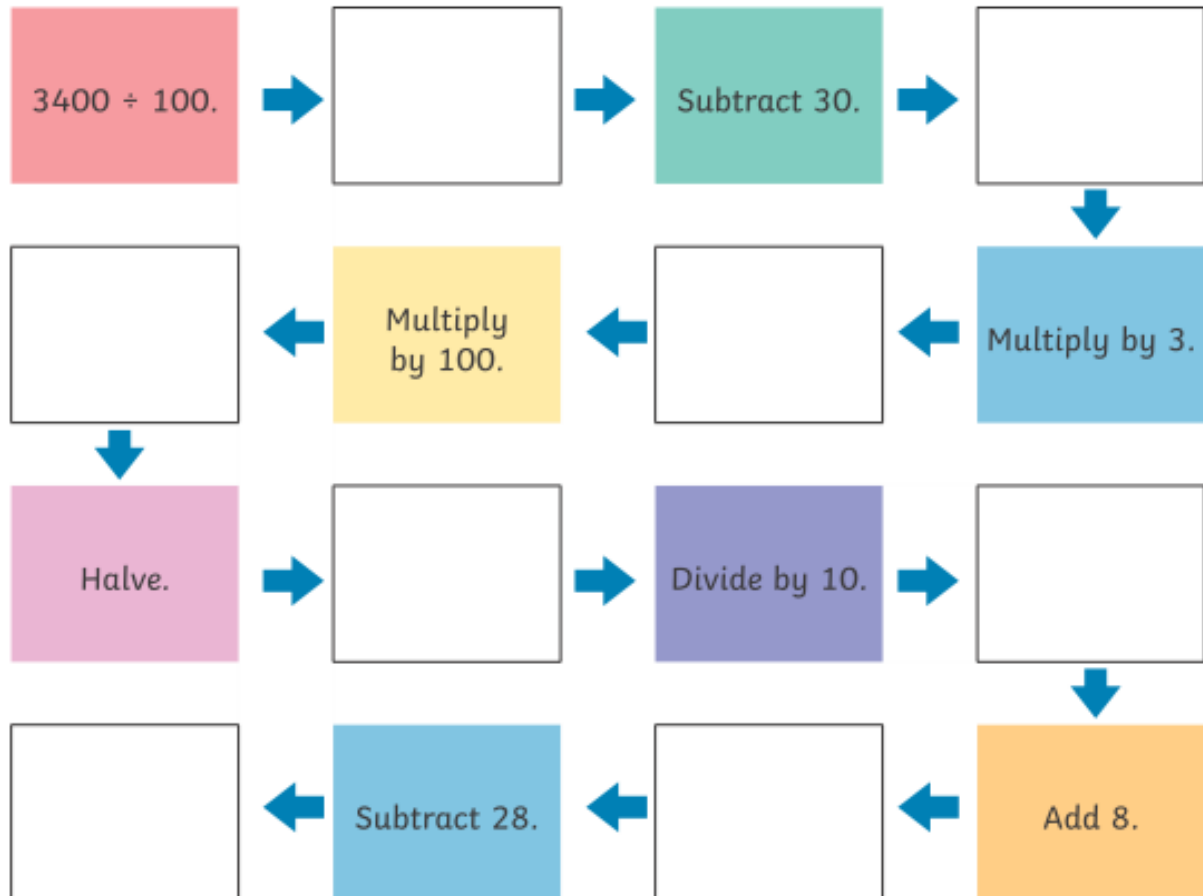 3400 ÷ 100.
Subtract 30.
Multiply
by 100.
Multiply by 3.
Halve.
Divide by 10.
Subtract 28.
Add 8.